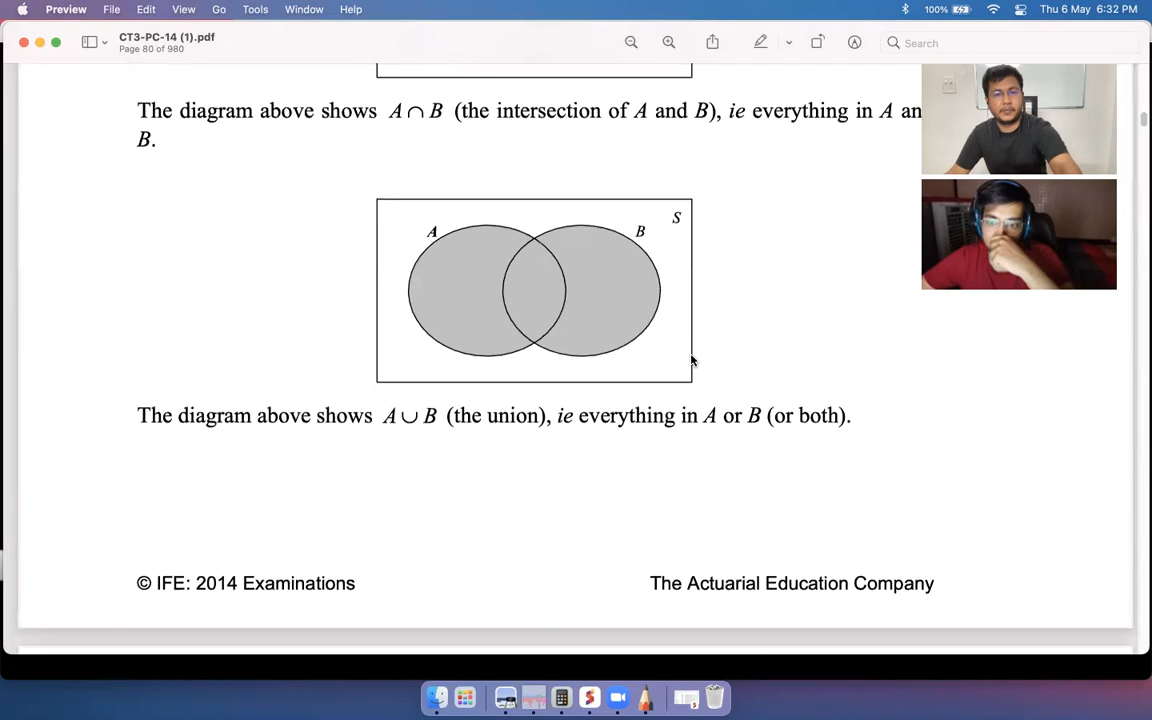 Preview File Edit View Go Tools Window Help 100% Thu 6 May 6:32 PM
CT3-PC-14 (1).pdf
Page 80 of 980
Search
The diagram above shows A ∩ B (the intersection of A and B), ie everything in A an
B.
S
A B
The diagram above shows A ∪ B (the union), ie everything in A or B (or both).
© IFE: 2014 Examinations The Actuarial Education Company